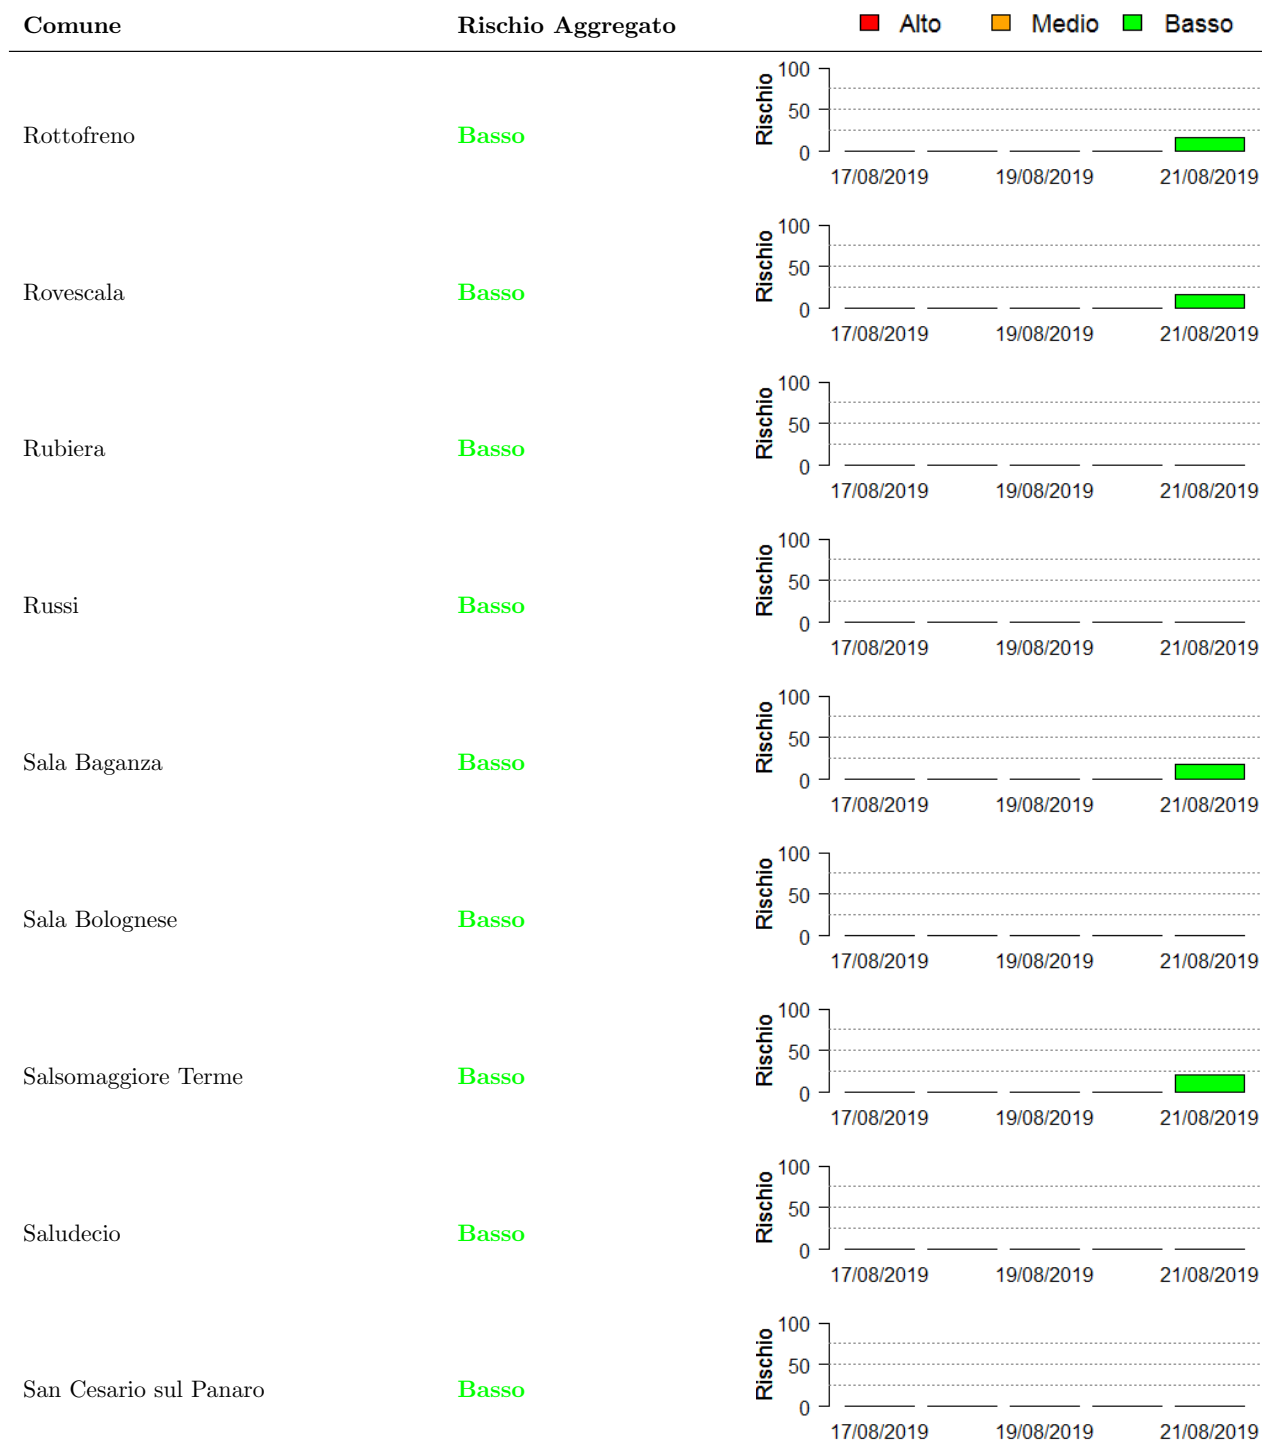 Comune Rischio Aggregato Alto Medio Basso
100
50
0
Rischio
Rottofreno Basso
17/08/2019 19/08/2019 21/08/2019
100
50
0
Rischio
Rovescala Basso
17/08/2019 19/08/2019 21/08/2019
100
50
0
Rischio
Rubiera Basso
17/08/2019 19/08/2019 21/08/2019
100
50
0
Rischio
Russi Basso
17/08/2019 19/08/2019 21/08/2019
100
50
0
Rischio
Sala Baganza Basso
17/08/2019 19/08/2019 21/08/2019
100
50
0
Rischio
Sala Bolognese Basso
17/08/2019 19/08/2019 21/08/2019
100
50
0
Rischio
Salsomaggiore Terme Basso
17/08/2019 19/08/2019 21/08/2019
100
50
0
Rischio
Saludecio Basso
17/08/2019 19/08/2019 21/08/2019
100
50
0
Rischio
San Cesario sul Panaro Basso
17/08/2019 19/08/2019 21/08/2019